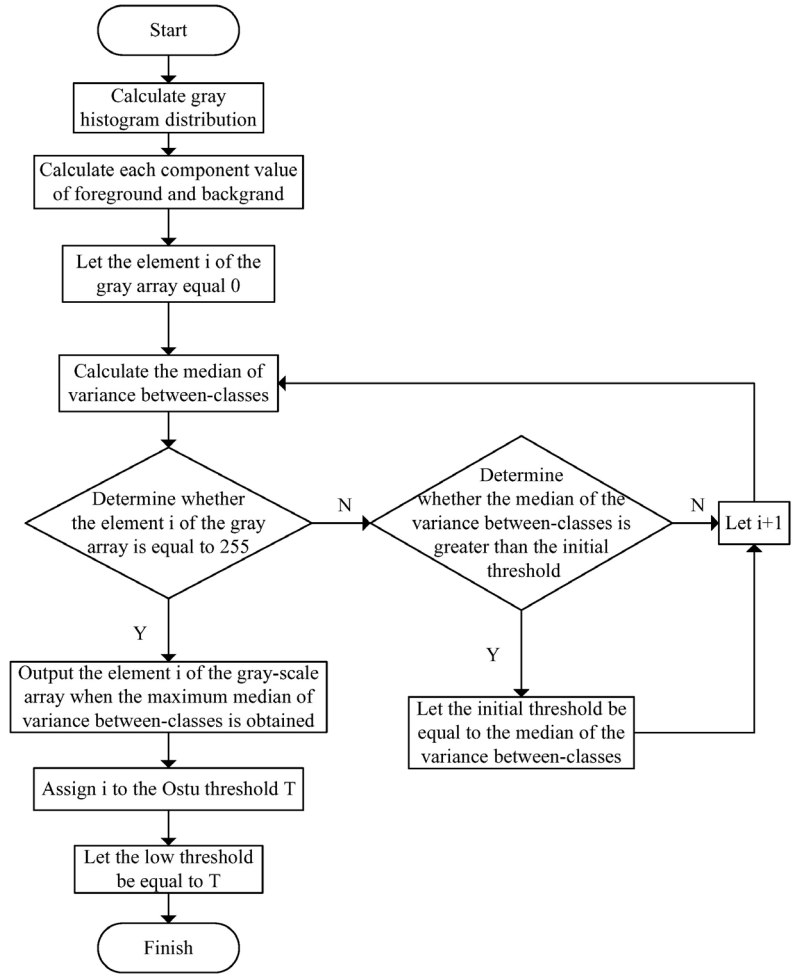 Start
Calculate gray
histogram distribution
Calculate each component value
of foreground and backgrand
Let the element i of the
gray array equal 0
Calculate the median of
variance between-classes
Determine whether
the element i of the gray
array is equal to 255
N
Determine
whether the median of the
variance between-classes is
greater than the initial
threshold
N
Let i+1
Y
Output the element i of the gray-scale
array when the maximum median of
variance between-classes is obtained
Y
Let the initial threshold be
equal to the median of the
variance between-classes
Assign i to the Ostu threshold T
Let the low threshold
be equal to T
Finish